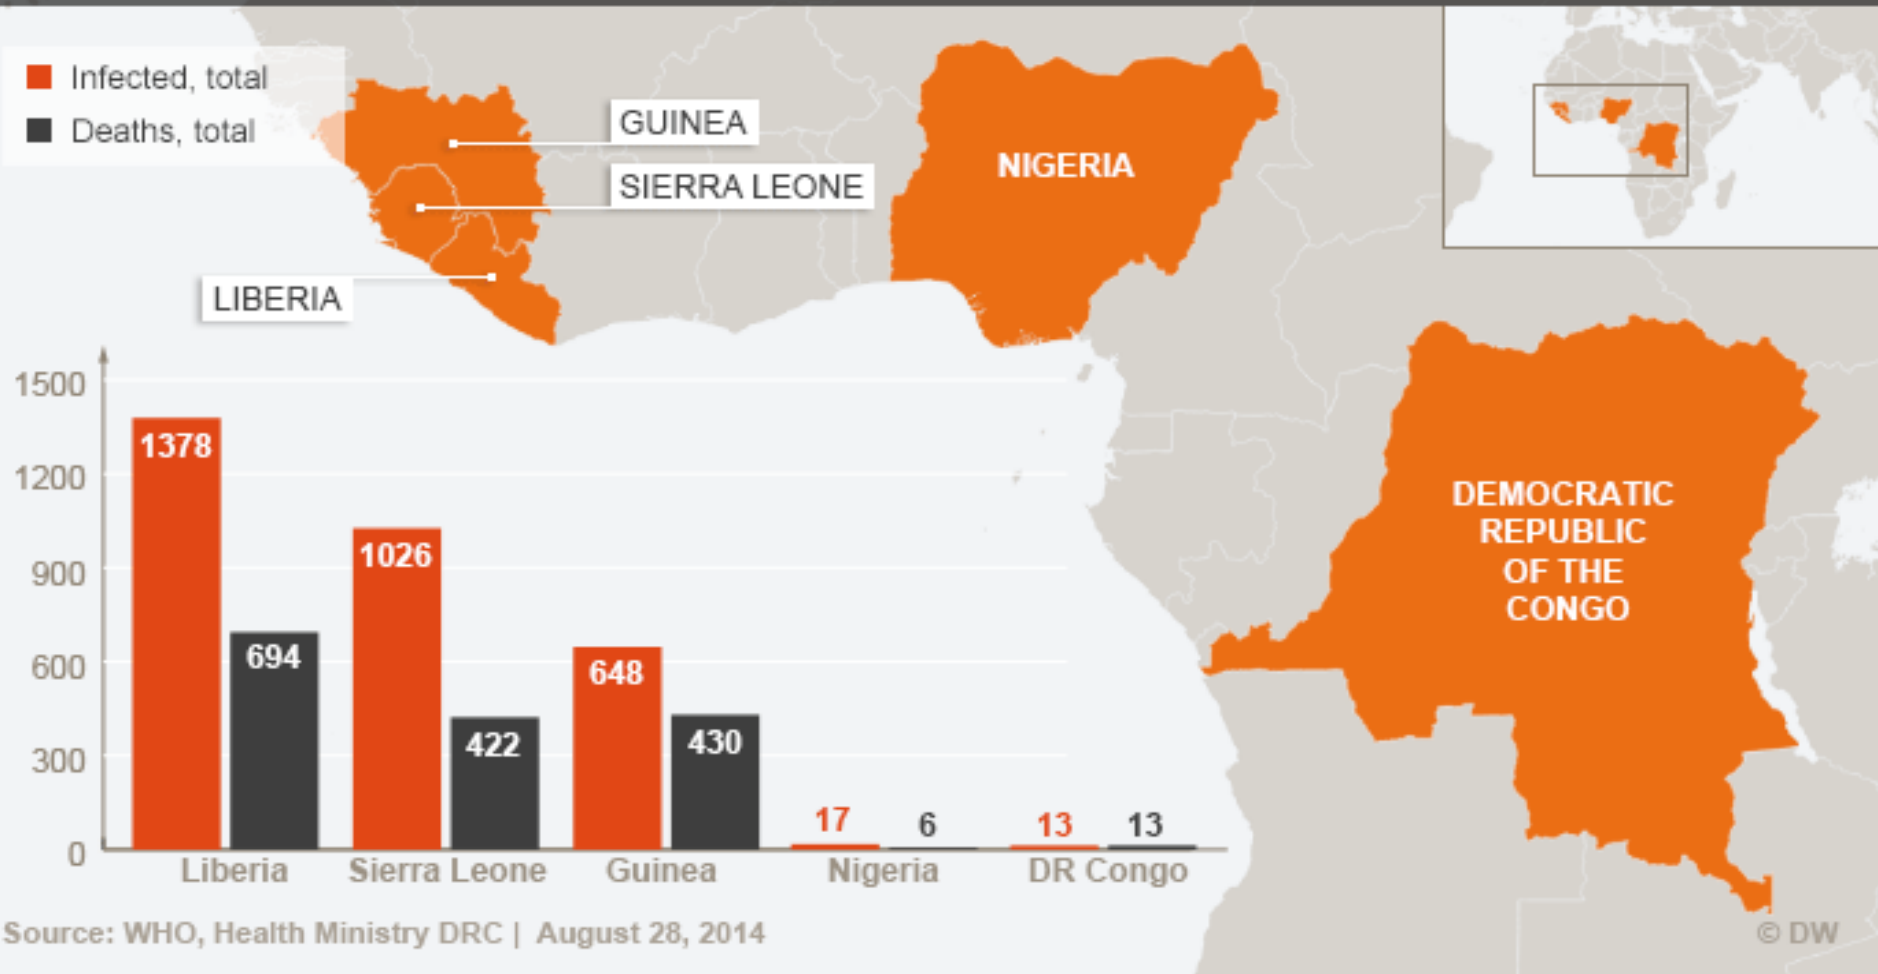 Infected, total
Deaths, total
GUINEA
SIERRA LEONE
LIBERIA
NIGERIA
DEMOCRATIC
REPUBLIC
OF THE
CONGO
1500
1200
900
600
300
0
1378
694
1026
422
648
430
17
6
13
13
Liberia
Sierra Leone
Guinea
Nigeria
DR Congo
Source: WHO, Health Ministry DRC | August 28, 2014
© DW